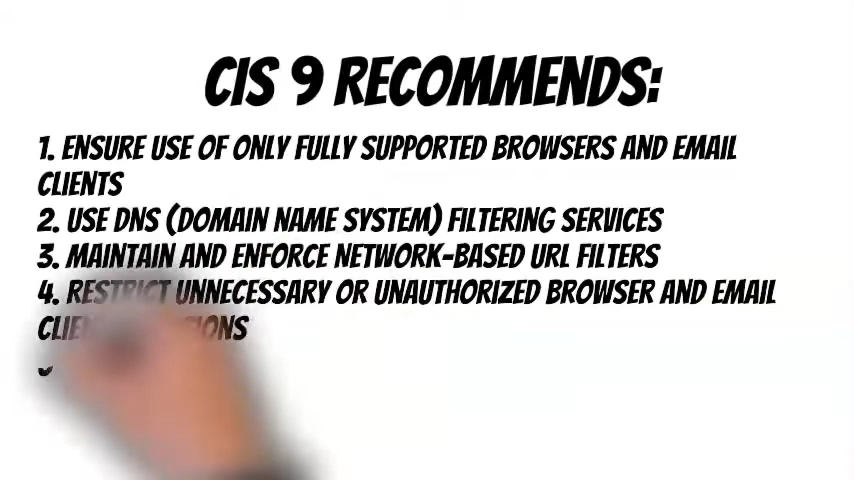 CIS 9 RECOMMENDS:
1. ENSURE USE OF ONLY FULLY SUPPORTED BROWSERS AND EMAIL
CLIENTS
2. USE DNS (DOMAIN NAME SYSTEM) FILTERING SERVICES
3. MAINTAIN AND ENFORCE NETWORK-BASED URL FILTERS
4. RESTRICT UNNECESSARY OR UNAUTHORIZED BROWSER AND EMAIL